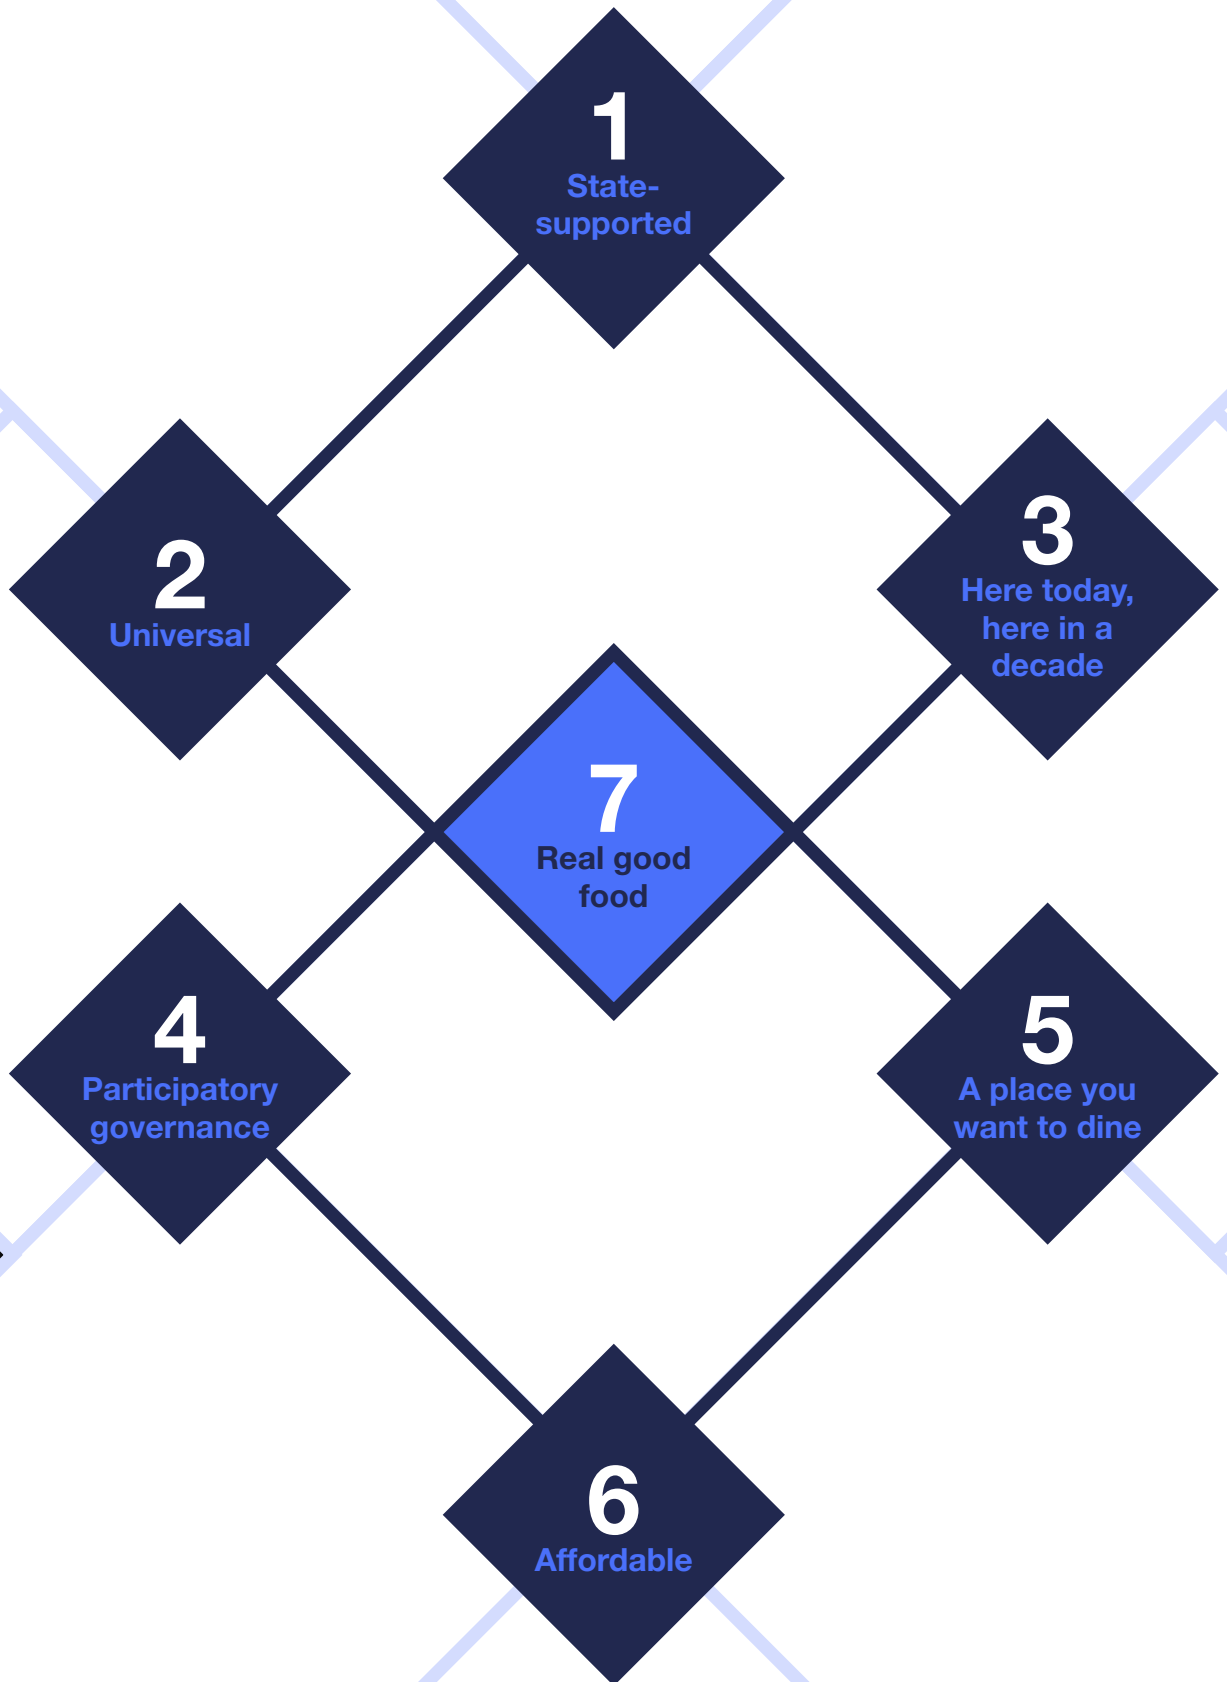 1
State-
supported
2
Universal
3
Here today,
here in a
decade
7
Real good
food
4
Participatory
governance
5
A place you
want to dine
6
Affordable